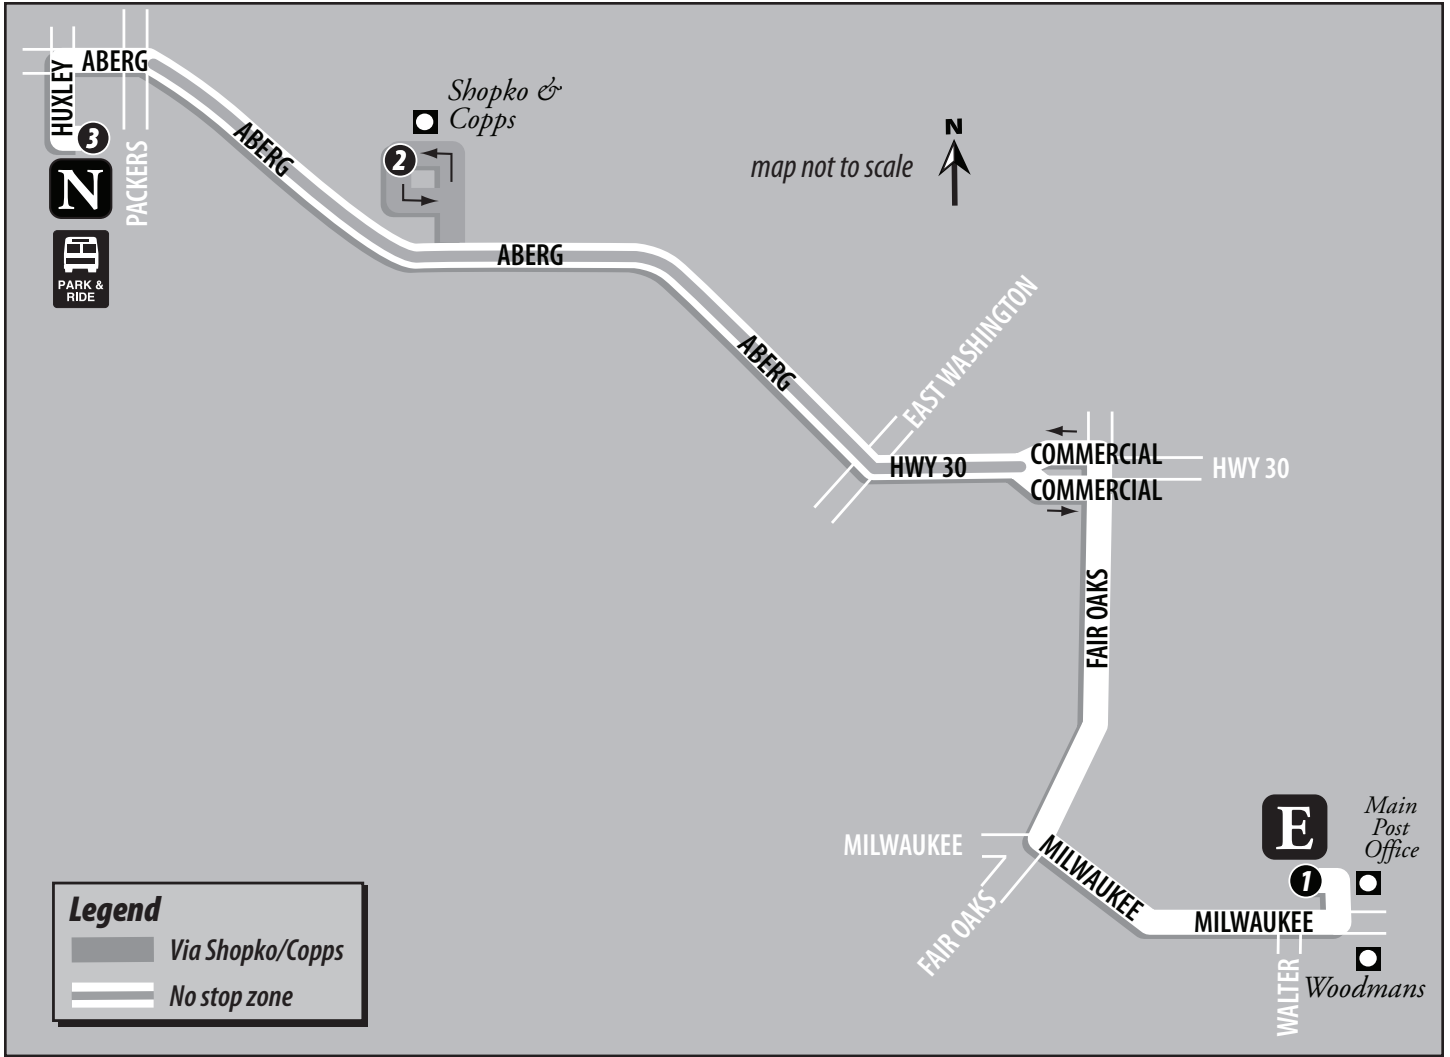 ABERG
HUXLEY
3
N
PARK &
RIDE
PACKERS
ABERG
Shopko &
Copps
2
ABERG
map not to scale
N
ABERG
EAST WASHINGTON
HWY 30
COMMERCIAL
COMMERCIAL
HWY 30
FAIR OAKS
MILWAUKEE
FAIR OAKS
MILWAUKEE
MILWAUKEE
E
1
Main
Post
Office
WALTER
Woodmans
Legend
Via Shopko/Copps
No stop zone